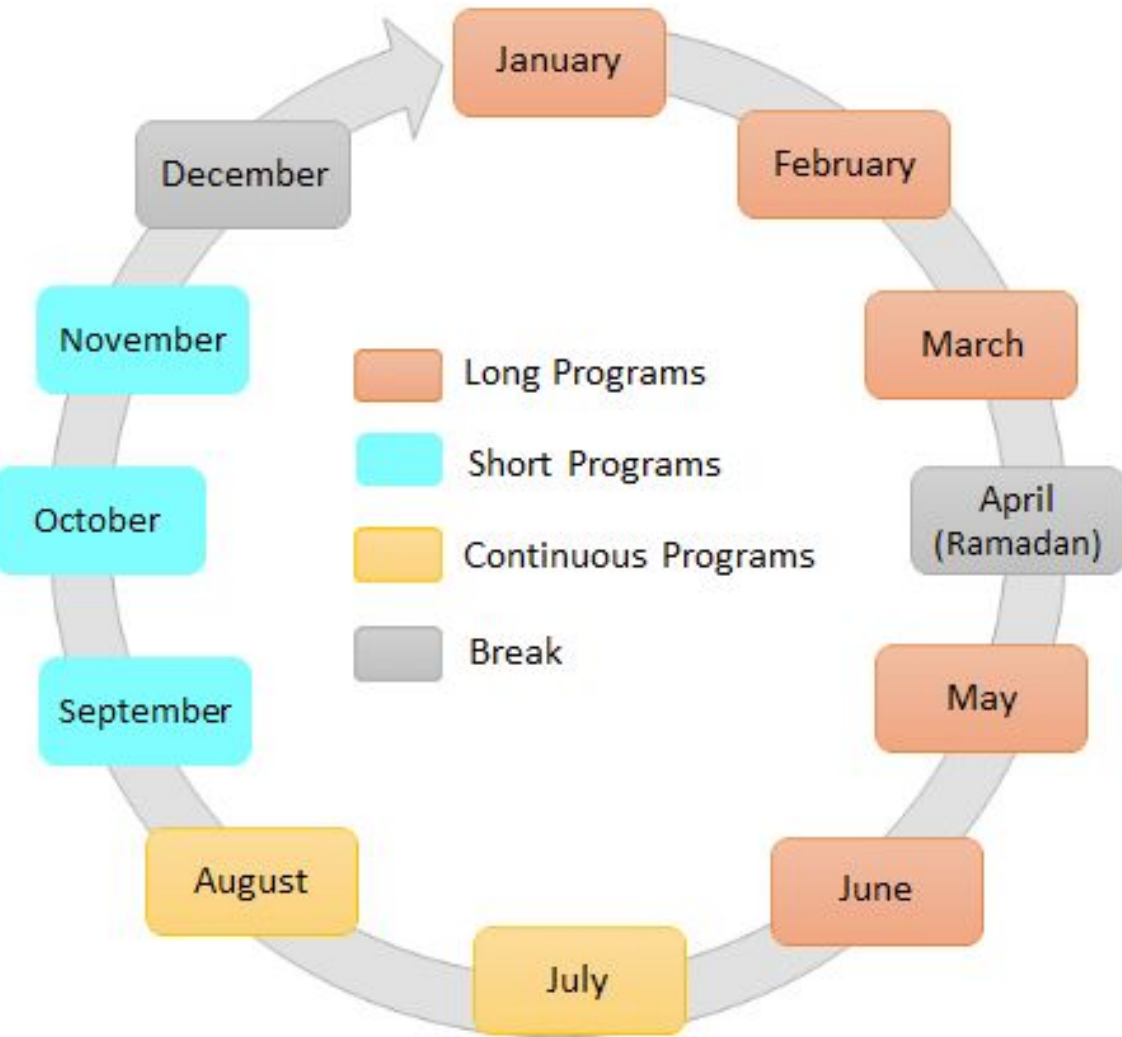 January
February
March
April
(Ramadan)
May
June
July
August
September
October
November
December
Long Programs
Short Programs
Continuous Programs
Break